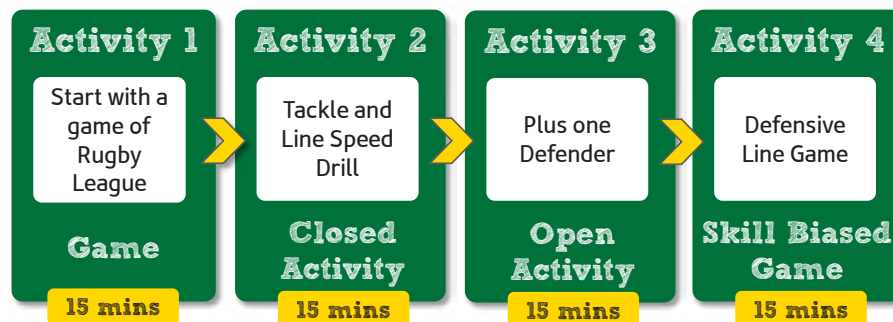 Activity 1
Start with a
game of
Rugby
League
Game
15 mins
Activity 2
Tackle and
Line Speed
Drill
Closed
Activity
15 mins
Activity 3
Plus one
Defender
Open
Activity
15 mins
Activity 4
Defensive
Line Game
Skill Biased
Game
15 mins